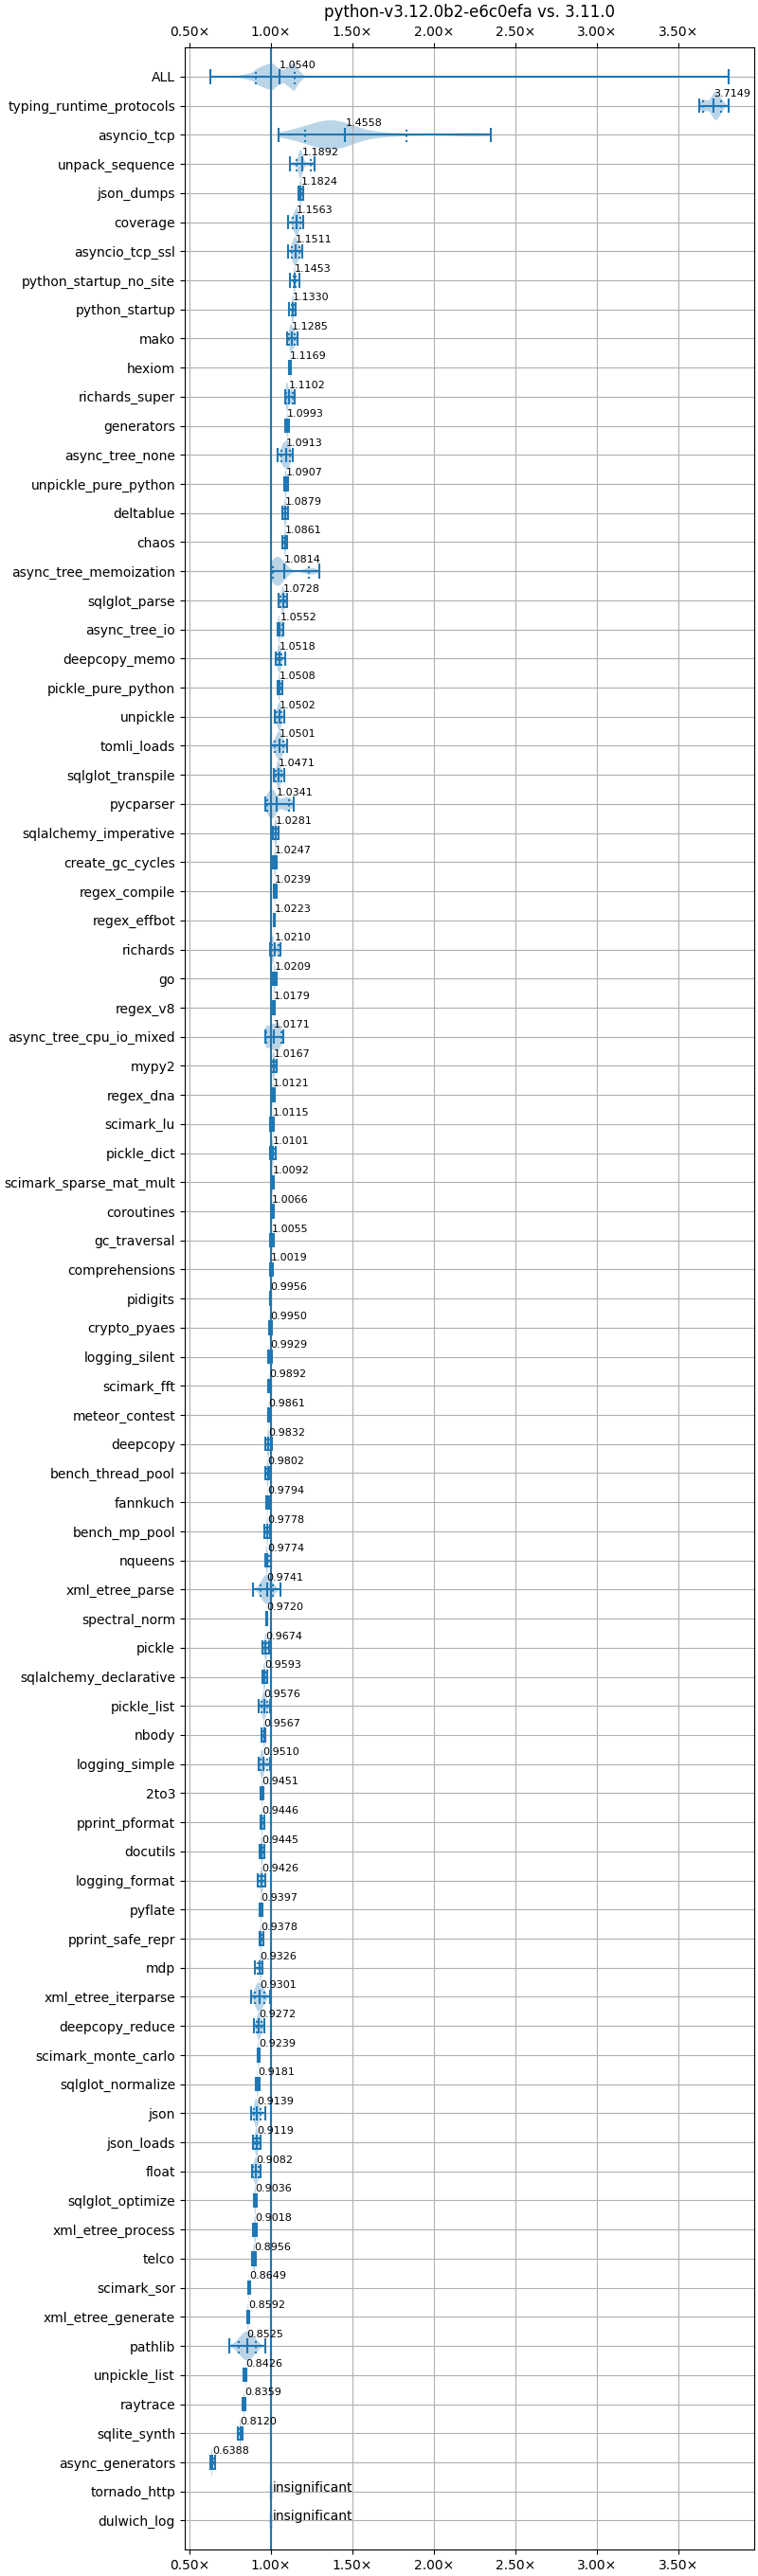 python-v3.12.0b2-e6c0efa vs. 3.11.0
0.50× 1.00× 1.50× 2.00× 2.50× 3.00× 3.50×
ALL 1.0540
typing_runtime_protocols 3.7149
asyncio_tcp 1.4558
unpack_sequence 1.1892
json_dumps 1.1824
coverage 1.1563
asyncio_tcp_ssl 1.1511
python_startup_no_site 1.1453
python_startup 1.1330
mako 1.1285
hexiom 1.1169
richards_super 1.1102
generators 1.0993
async_tree_none 1.0913
unpickle_pure_python 1.0907
deltablue 1.0879
chaos 1.0861
async_tree_memoization 1.0814
sqlglot_parse 1.0728
async_tree_io 1.0552
deepcopy_memo 1.0518
pickle_pure_python 1.0508
unpickle 1.0502
tomli_loads 1.0501
sqlglot_transpile 1.0471
pycparser 1.0341
sqlalchemy_imperative 1.0281
create_gc_cycles 1.0247
regex_compile 1.0239
regex_effbot 1.0223
richards 1.0210
go 1.0209
regex_v8 1.0179
async_tree_cpu_io_mixed 1.0171
mypy2 1.0167
regex_dna 1.0121
scimark_lu 1.0115
pickle_dict 1.0101
scimark_sparse_mat_mult 1.0092
coroutines 1.0066
gc_traversal 1.0055
comprehensions 1.0019
pidigits 0.9956
crypto_pyaes 0.9950
logging_silent 0.9929
scimark_fft 0.9892
meteor_contest 0.9861
deepcopy 0.9832
bench_thread_pool 0.9802
fannkuch 0.9794
bench_mp_pool 0.9778
nqueens 0.9774
xml_etree_parse 0.9741
spectral_norm 0.9720
pickle 0.9674
sqlalchemy_declarative 0.9593
pickle_list 0.9576
nbody 0.9567
logging_simple 0.9510
2to3 0.9451
pprint_pformat 0.9446
docutils 0.9445
logging_format 0.9426
pyflate 0.9397
pprint_safe_repr 0.9378
mdp 0.9326
xml_etree_iterparse 0.9301
deepcopy_reduce 0.9272
scimark_monte_carlo 0.9239
sqlglot_normalize 0.9181
json 0.9139
json_loads 0.9119
float 0.9082
sqlglot_optimize 0.9036
xml_etree_process 0.9018
telco 0.8956
scimark_sor 0.8649
xml_etree_generate 0.8592
pathlib 0.8525
unpickle_list 0.8426
raytrace 0.8359
sqlite_synth 0.8120
async_generators 0.6388
tornado_http insignificant
dulwich_log insignificant
0.50× 1.00× 1.50× 2.00× 2.50× 3.00× 3.50×